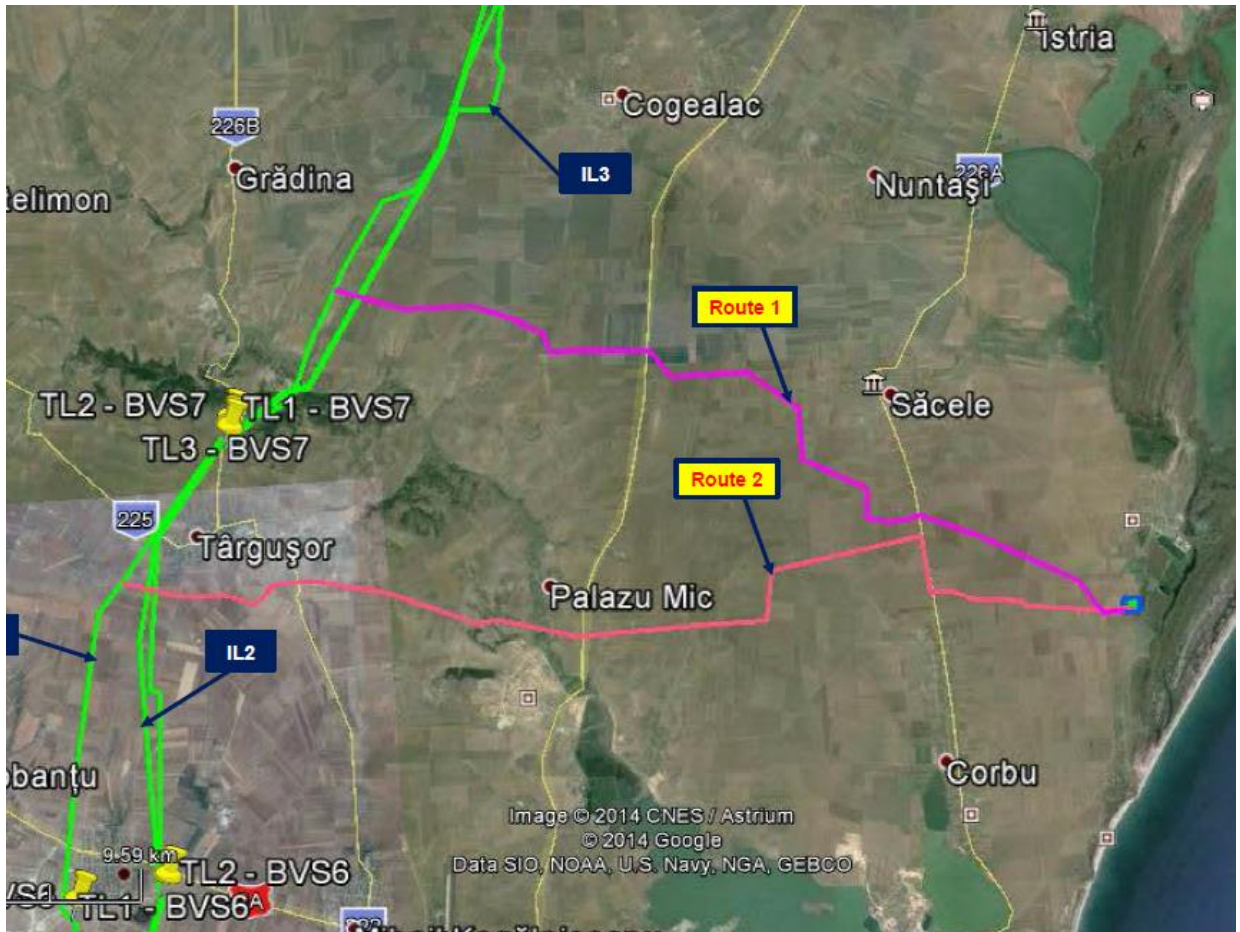 Istria
Cogealac
226B
IL3
226A
Grădina
Nuntaşi
telimon
Route 1
TL2 - BVS7
TL1 - BVS7
Săcele
TL3 - BVS7
Route 2
225
Târguşor
Palazu Mic
IL2
Corbu
obanțu
Image © 2014 CNES / Astrium
© 2014 Google
Data SIO, NOAA, U.S. Navy, NGA, GEBCO
9.59 km
TL2 - BVS6
TL1 - BVS6
A